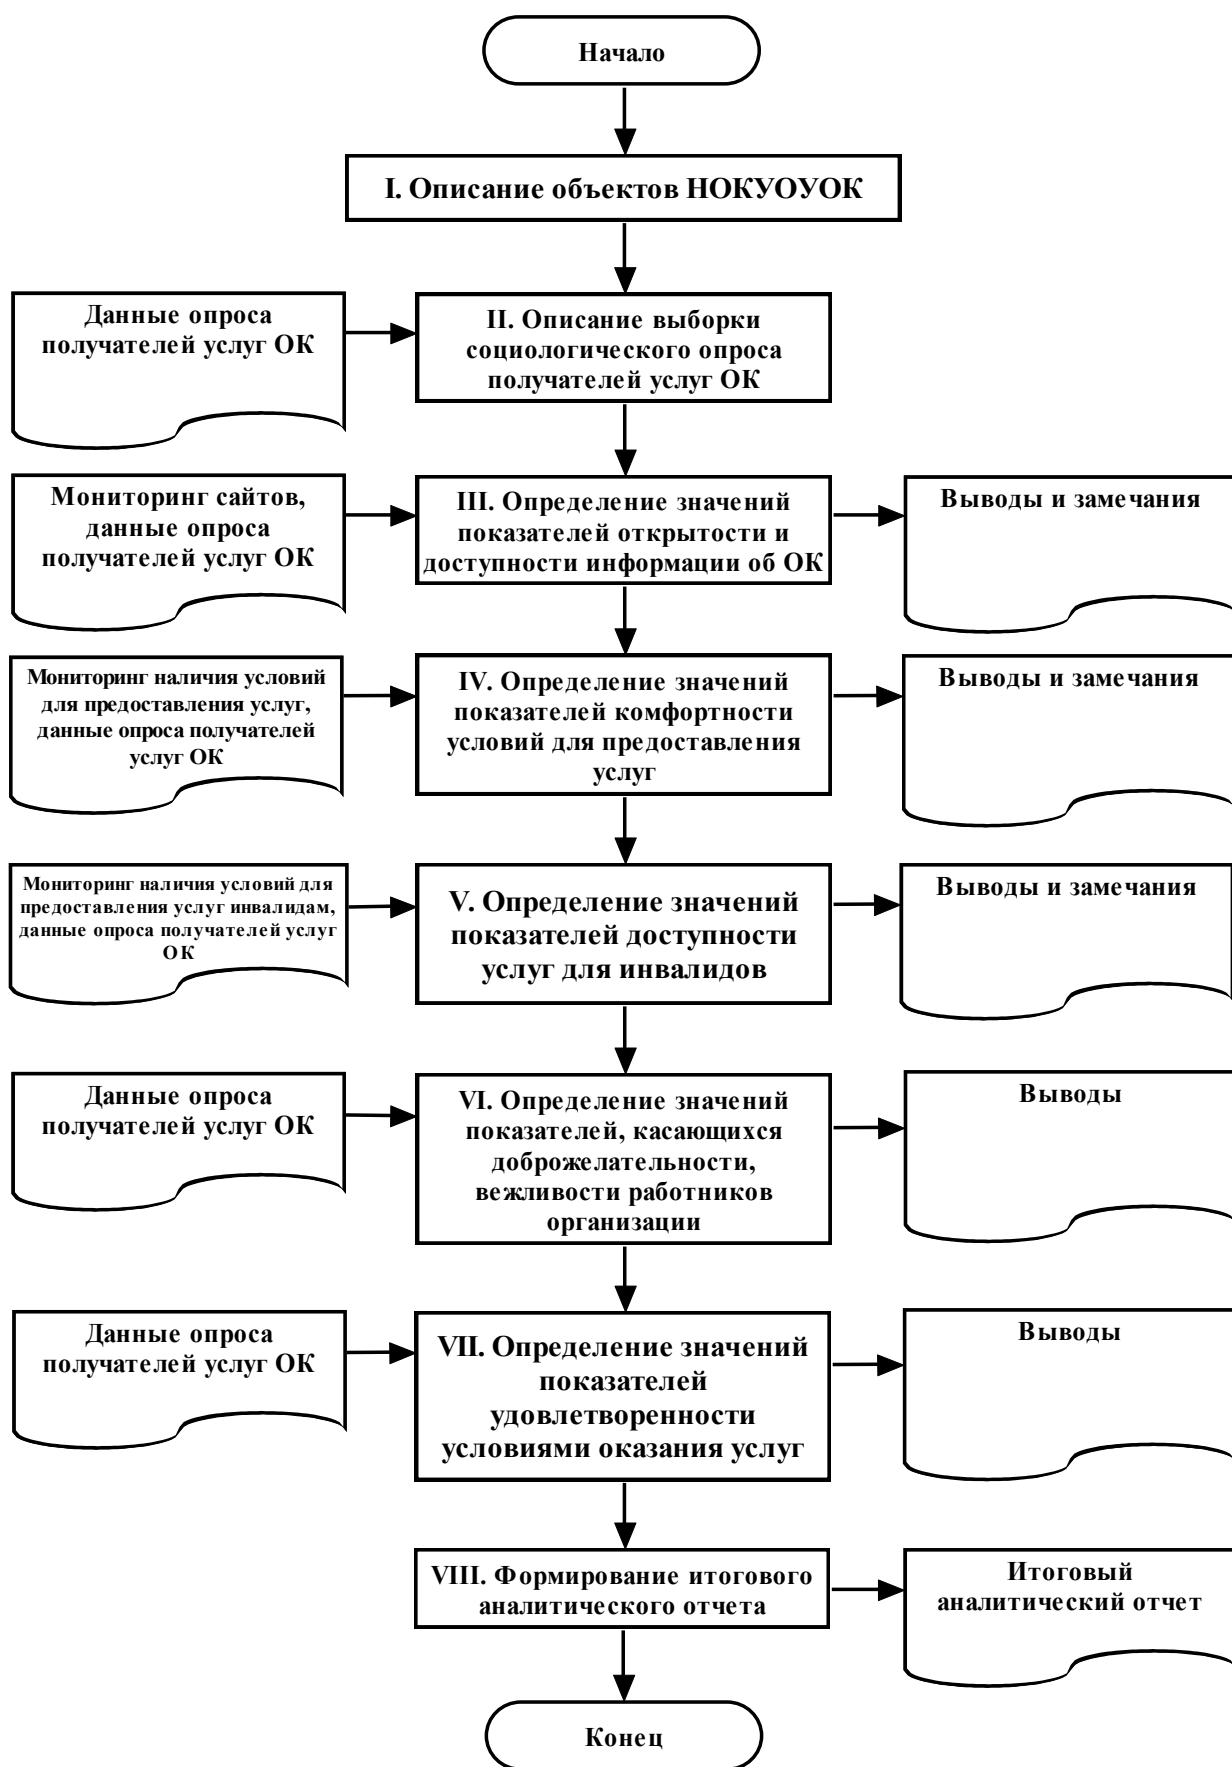 Начало
I. Описание объектов НОКУОУОК
Данные опроса
получателей услуг ОК
II. Описание выборки
социологического опроса
получателей услуг ОК
Мониторинг сайтов,
данные опроса
получателей услуг ОК
III. Определение значений
показателей открытости и
доступности информации об ОК
Выводы и замечания
Мониторинг наличия условий
для предоставления услуг,
данные опроса получателей
услуг ОК
IV. Определение значений
показателей комфортности
условий для предоставления
услуг
Выводы и замечания
Мониторинг наличия условий для
предоставления услуг инвалидам,
данные опроса получателей услуг
ОК
V. Определение значений
показателей доступности
услуг для инвалидов
Выводы и замечания
Данные опроса
получателей услуг ОК
VI. Определение значений
показателей, касающихся
доброжелательности,
вежливости работников
организации
Выводы
Данные опроса
получателей услуг ОК
VII. Определение значений
показателей
удовлетворенности
условиями оказания услуг
Выводы
VIII. Формирование итогового
аналитического отчета
Итоговый
аналитический отчет
Конец